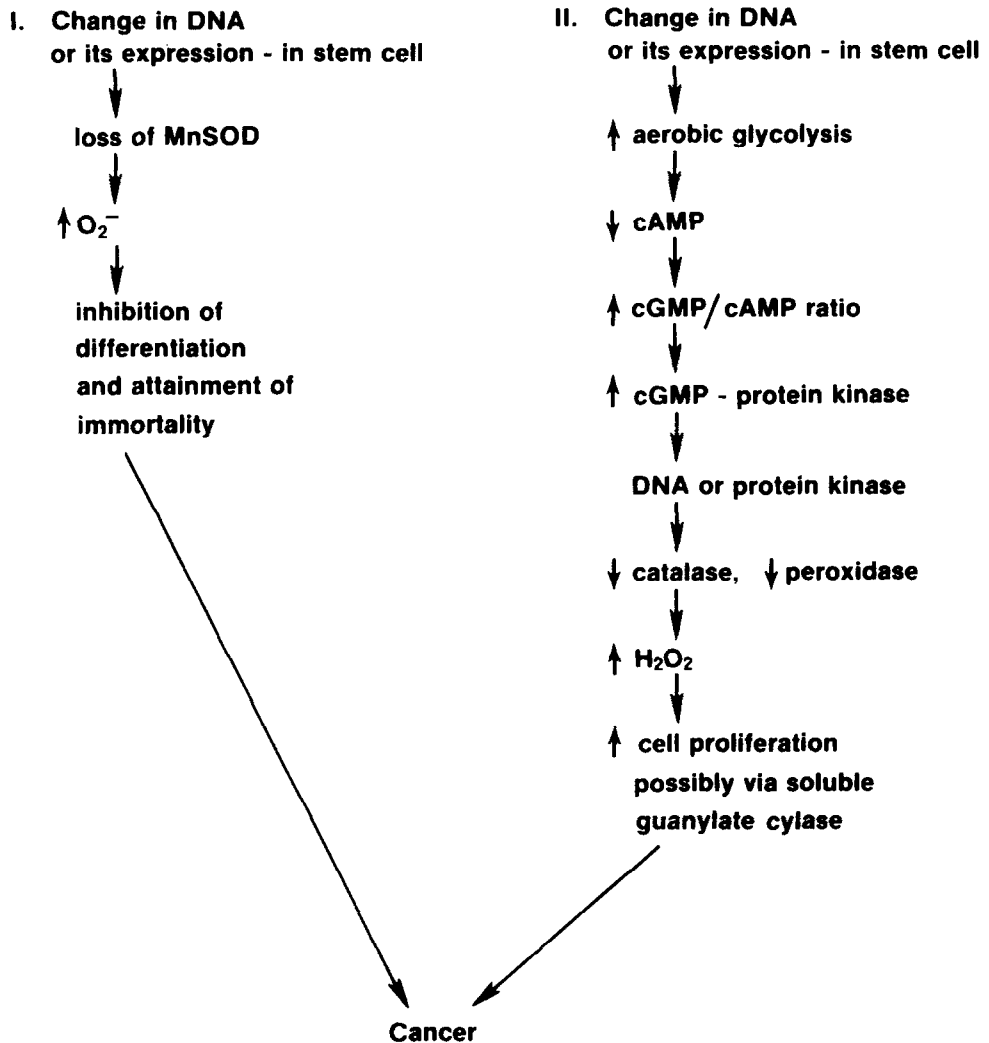 I. Change in DNA
or its expression - in stem cell
loss of MnSOD
↑ O₂⁻
inhibition of
differentiation
and attainment of
immortality
II. Change in DNA
or its expression - in stem cell
↑ aerobic glycolysis
↓ cAMP
↑ cGMP/cAMP ratio
↑ cGMP - protein kinase
DNA or protein kinase
↓ catalase, ↓ peroxidase
↑ H₂O₂
↑ cell proliferation
possibly via soluble
guanylate cylase
Cancer